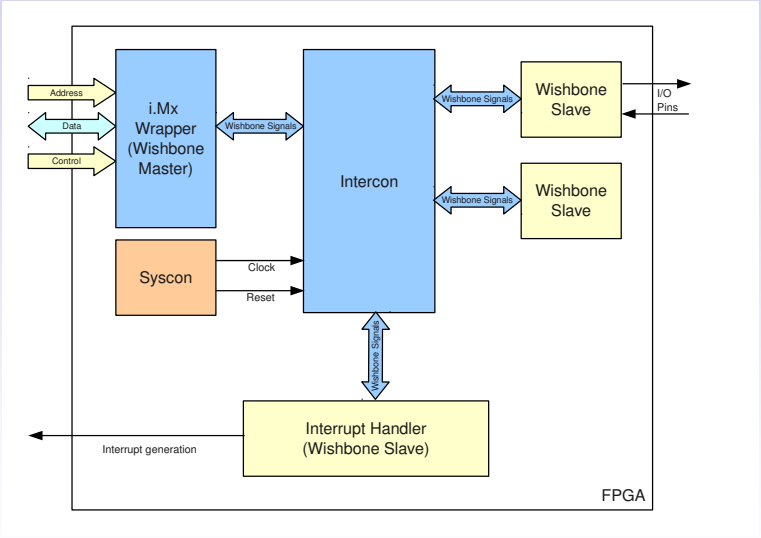 Address
Data
Control
i.Mx
Wrapper
(Wishbone
Master)
Wishbone Signals
Intercon
Wishbone Signals
Wishbone
Slave
I/O
Pins
Wishbone Signals
Wishbone
Slave
Syscon
Clock
Reset
Wishbone Signals
Interrupt Handler
(Wishbone Slave)
Interrupt generation
FPGA